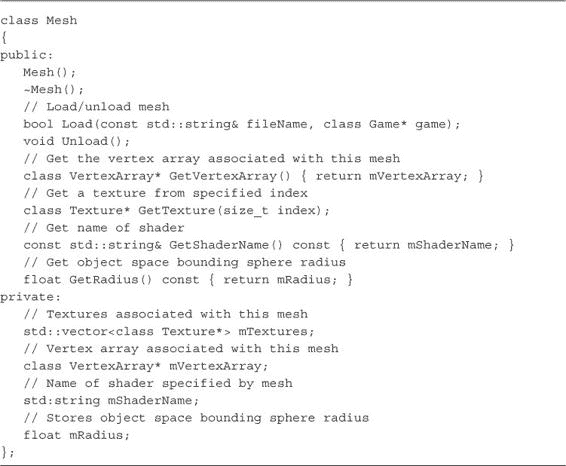 class Mesh
{
public:
   Mesh();
   ~Mesh();
   // Load/unload mesh
   bool Load(const std::string& fileName, class Game* game);
   void Unload();
   // Get the vertex array associated with this mesh
   class VertexArray* GetVertexArray() { return mVertexArray; }
   // Get a texture from specified index
   class Texture* GetTexture(size_t index);
   // Get name of shader
   const std::string& GetShaderName() const { return mShaderName; }
   // Get object space bounding sphere radius
   float GetRadius() const { return mRadius; }
private:
   // Textures associated with this mesh
   std::vector<class Texture*> mTextures;
   // Vertex array associated with this mesh
   class VertexArray* mVertexArray;
   // Name of shader specified by mesh
   std:string mShaderName;
   // Stores object space bounding sphere radius
   float mRadius;
};